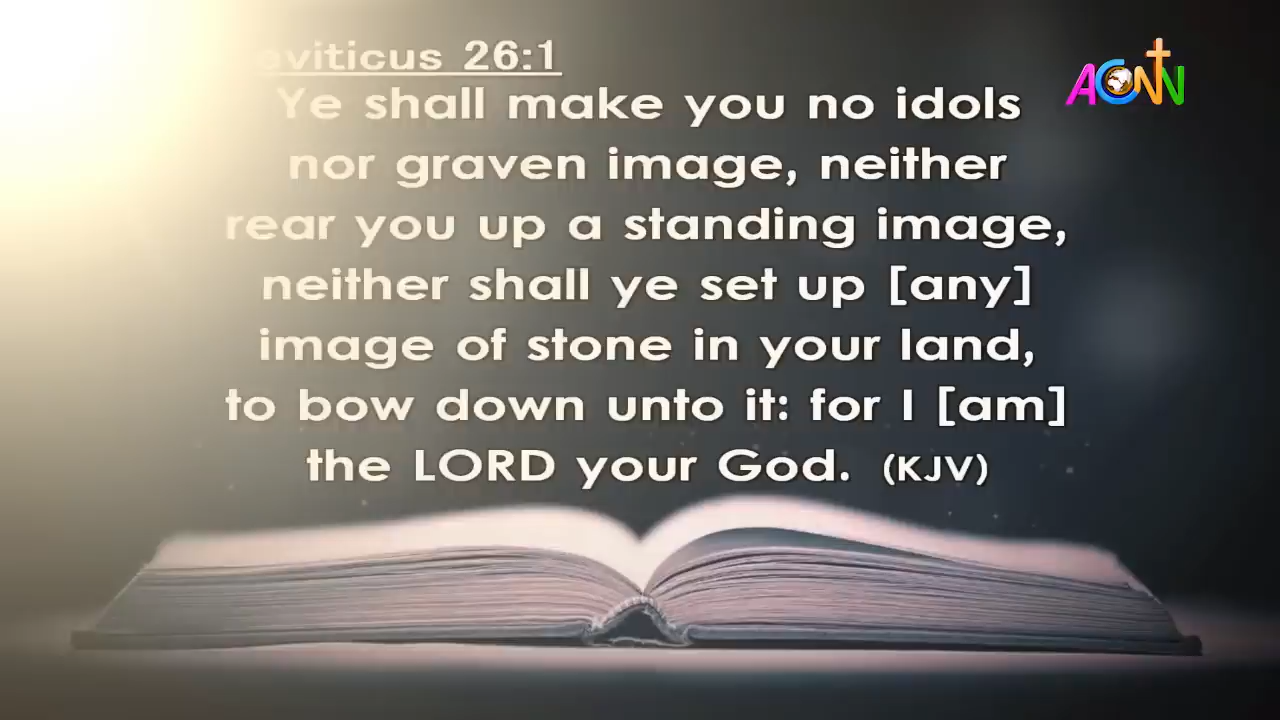 eviticus 26:1
Ye shall make you no idols
nor graven image, neither
rear you up a standing image,
neither shall ye set up [any]
image of stone in your land,
to bow down unto it: for I [am]
the LORD your God. (KJV)
ACNN